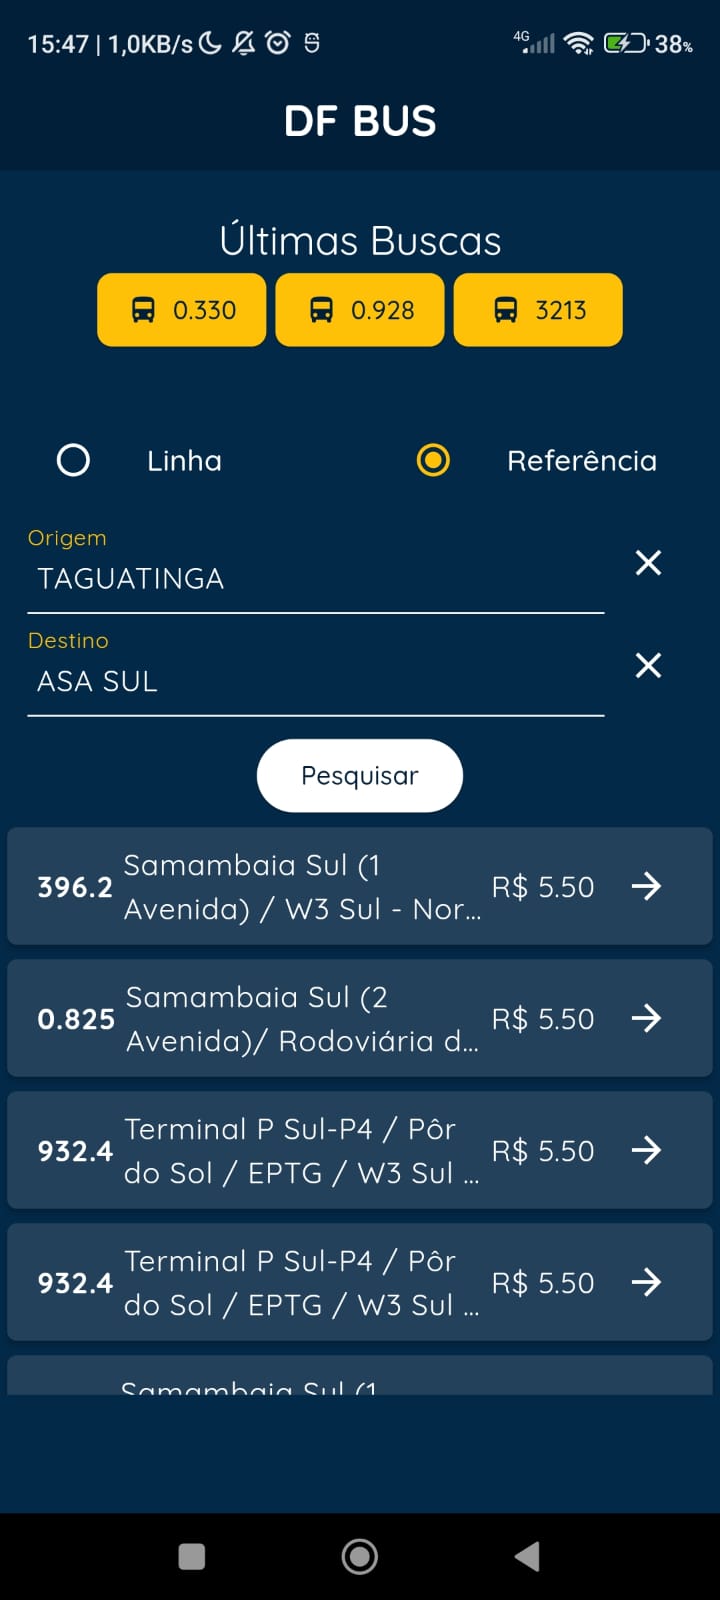 15:47 | 1,0KB/s 4G 38%
DF BUS
Últimas Buscas
0.330 0.928 3213
Linha Referência
Origem
TAGUATINGA
Destino
ASA SUL
Pesquisar
396.2 Samambaia Sul (1 R$ 5.50
Avenida) / W3 Sul - Nor...
0.825 Samambaia Sul (2 R$ 5.50
Avenida)/ Rodoviária d...
932.4 Terminal P Sul-P4 / Pôr R$ 5.50
do Sol / EPTG / W3 Sul ...
932.4 Terminal P Sul-P4 / Pôr R$ 5.50
do Sol / EPTG / W3 Sul ...
Samambaia Sul (1